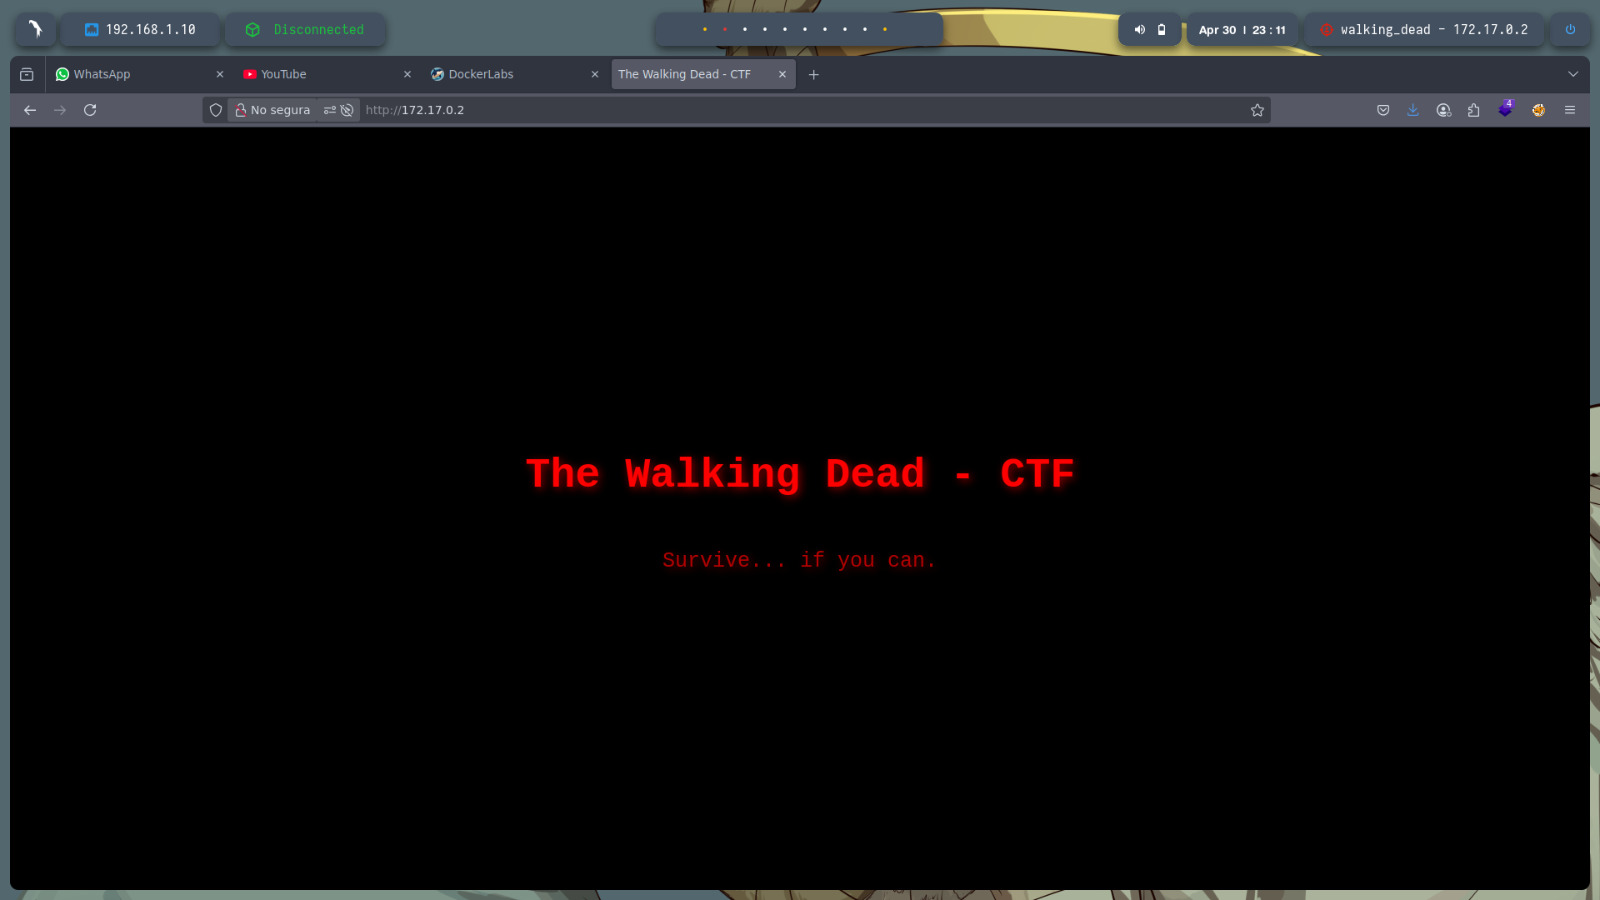 192.168.1.10
Disconnected
Apr 30 | 23:11
walking_dead - 172.17.0.2
WhatsApp
YouTube
DockerLabs
The Walking Dead - CTF
No segura
http://172.17.0.2
4
The Walking Dead - CTF
Survive... if you can.